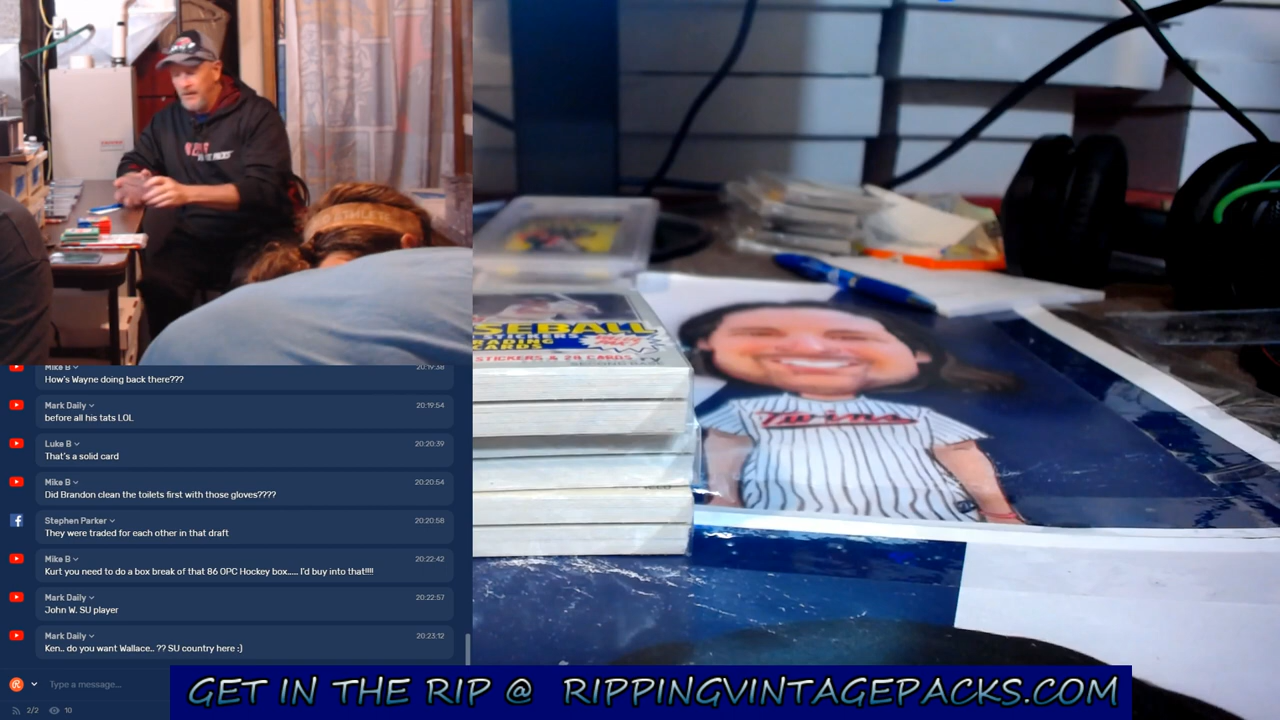 Mike B
20:19:38
How's Wayne doing back there???
Mark Daily
20:19:54
before all his tats LOL
Luke B
20:20:39
That's a solid card
Mike B
20:20:54
Did Brandon clean the toilets first with those gloves????
Stephen Parker
20:20:58
They were traded for each other in that draft
Mike B
20:22:42
Kurt you need to do a box break of that 86 OPC Hockey box..... I'd buy into that!!!!
Mark Daily
20:22:57
John W. SU player
Mark Daily
20:23:12
Ken.. do you want Wallace.. ?? SU country here :)
Type a message...
2/2
10
SEBALL
STICKERS
TRADING
CARDS
STICKERS & 28 CARDS
Twins
GET IN THE RIP @ RIPPINGVINTAGEPACKS.COM